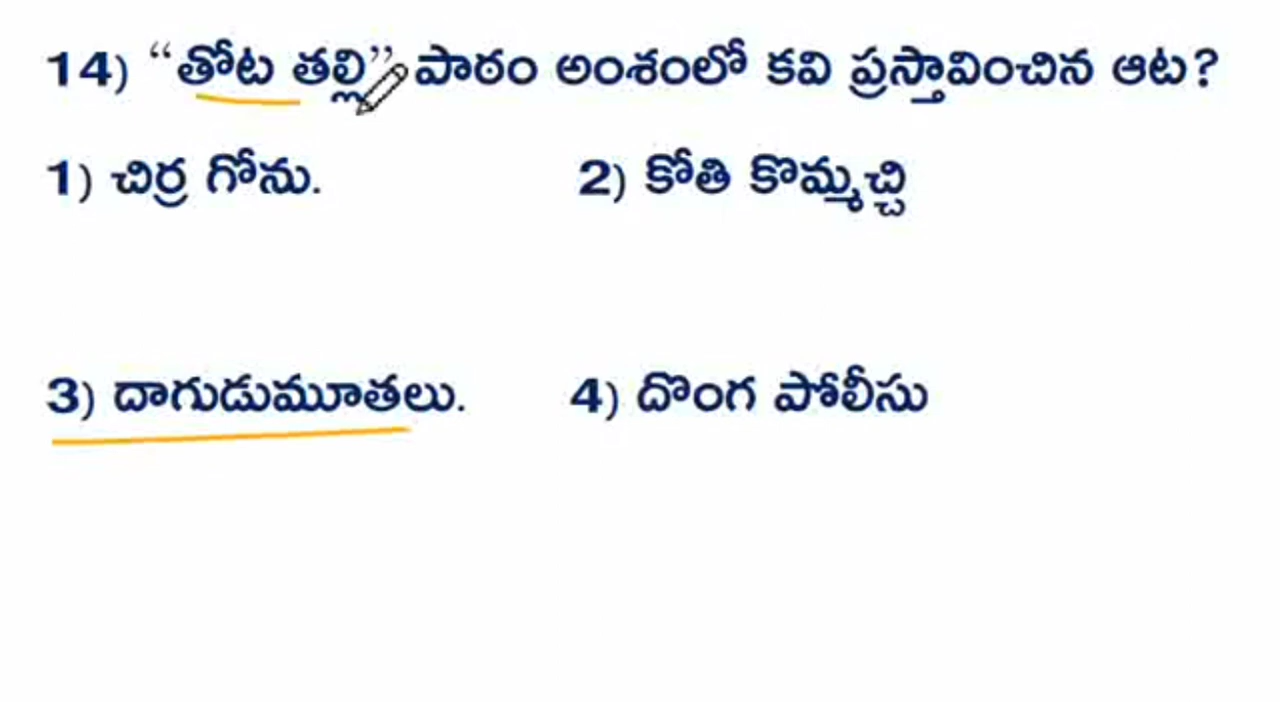 14) “తోట తల్లి” పాఠం అంశంలో కవి ప్రస్తావించిన ఆట?
1) చిర్ర గోను. 2) కోతి కొమ్మచ్చి
3) దాగుడుమూతలు. 4) దొంగ పోలీసు